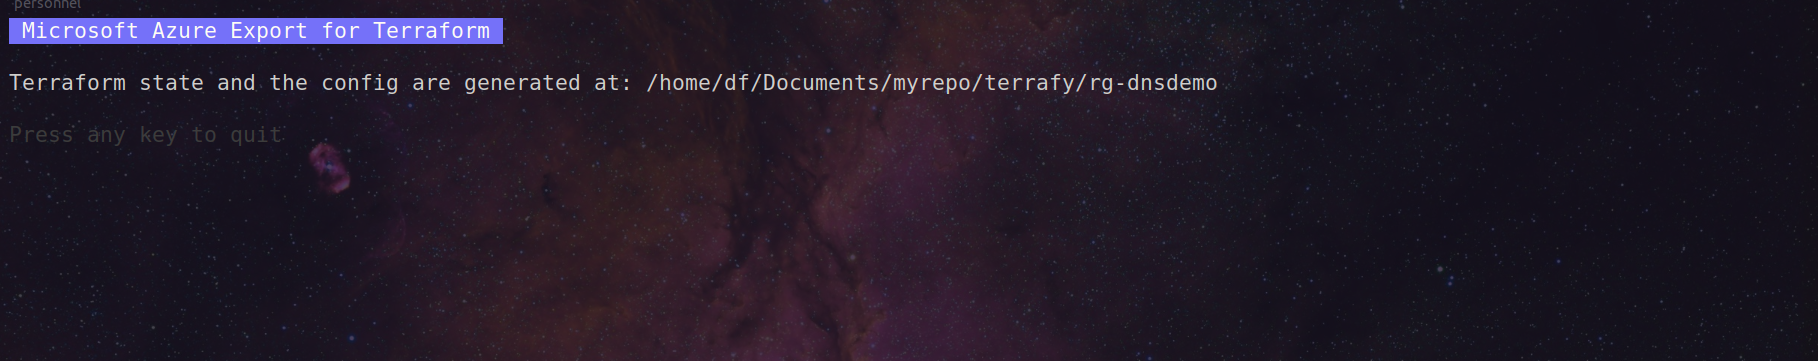 personnel
Microsoft Azure Export for Terraform
Terraform state and the config are generated at: /home/df/Documents/myrepo/terrafy/rg-dnsdemo
Press any key to quit